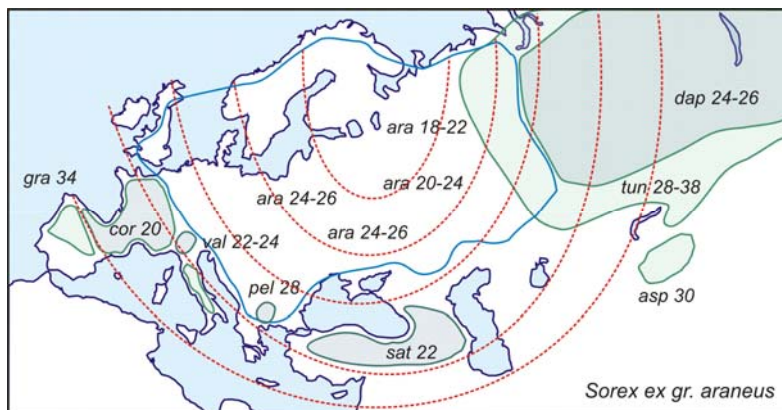 dap 24-26
ara 18-22
gra 34
ara 20-24
tun 28-38
ara 24-26
cor 20
val 22-24
ara 24-26
pel 28
asp 30
sat 22
Sorex ex gr. araneus